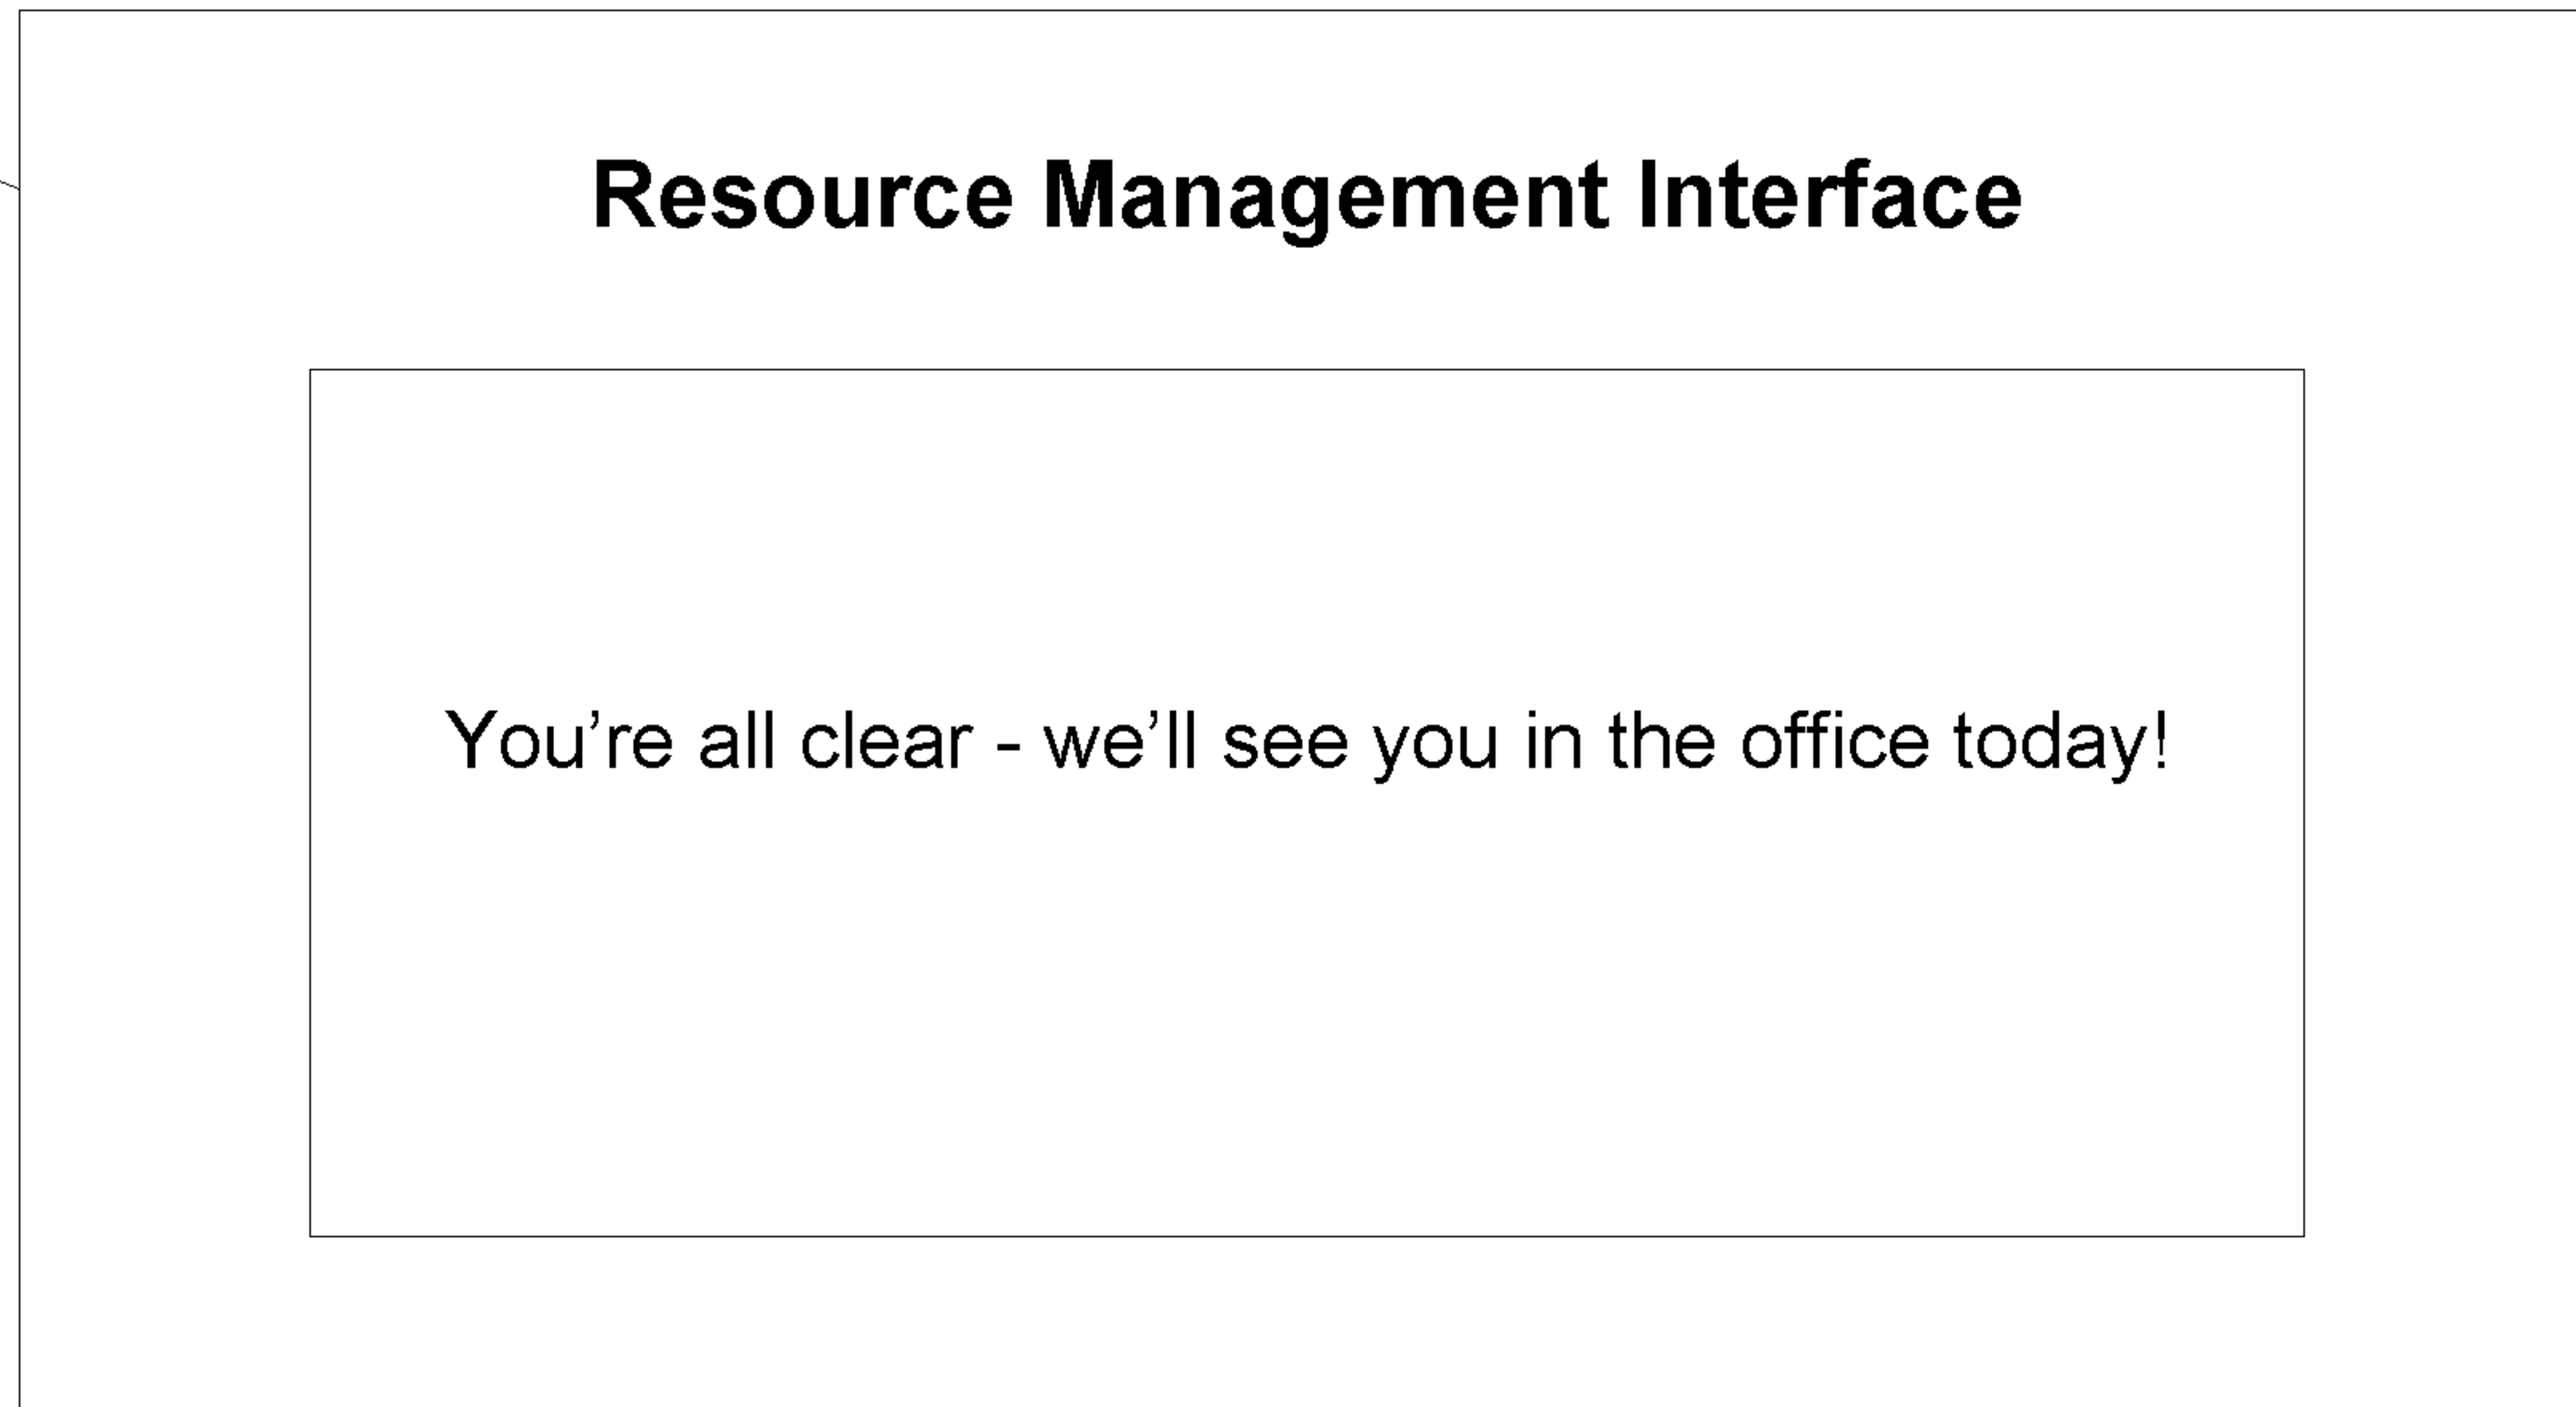 Resource Management Interface
You’re all clear - we’ll see you in the office today!